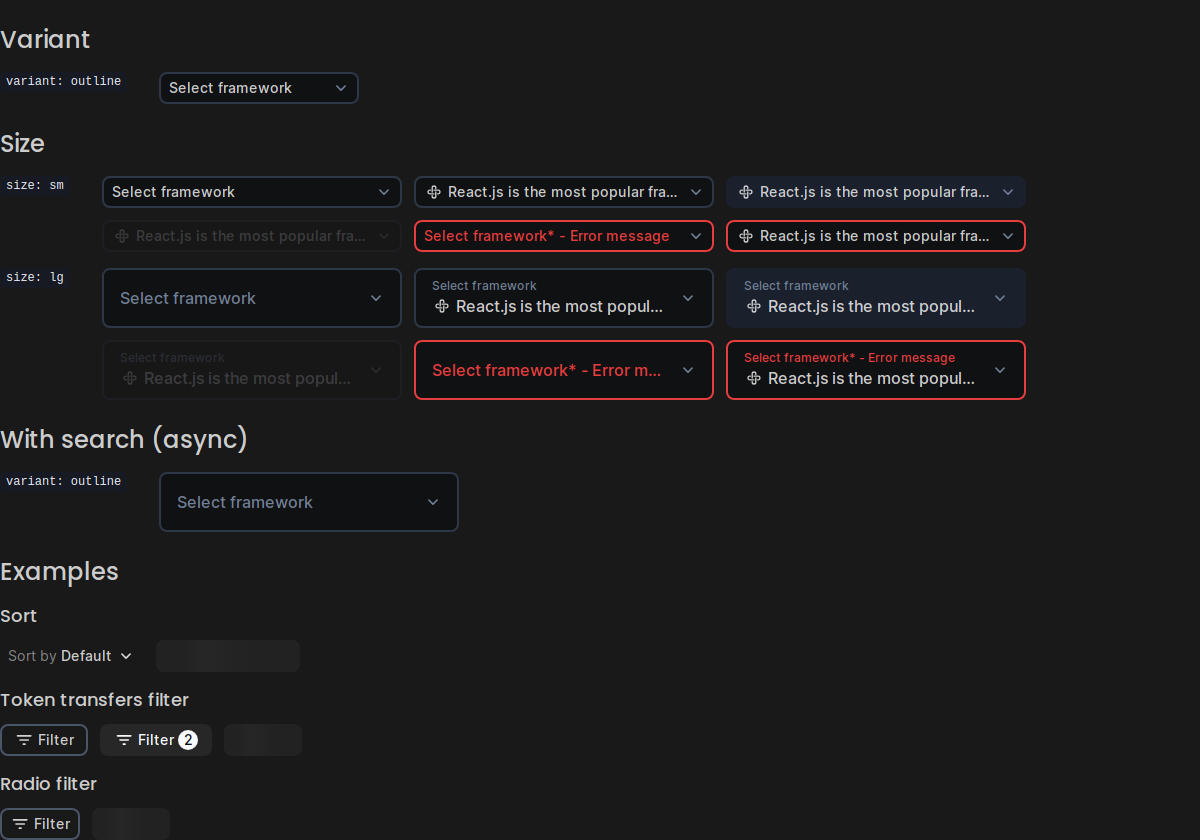 Variant
variant: outline
Select framework
Size
size: sm
Select framework
React.js is the most popular fra...
React.js is the most popular fra...
React.js is the most popular fra...
Select framework* - Error message
React.js is the most popular fra...
size: lg
Select framework
Select framework
React.js is the most popul...
Select framework
React.js is the most popul...
Select framework
React.js is the most popul...
Select framework* - Error m...
Select framework* - Error message
React.js is the most popul...
With search (async)
variant: outline
Select framework
Examples
Sort
Sort by Default
Token transfers filter
Filter
Filter 2
Radio filter
Filter